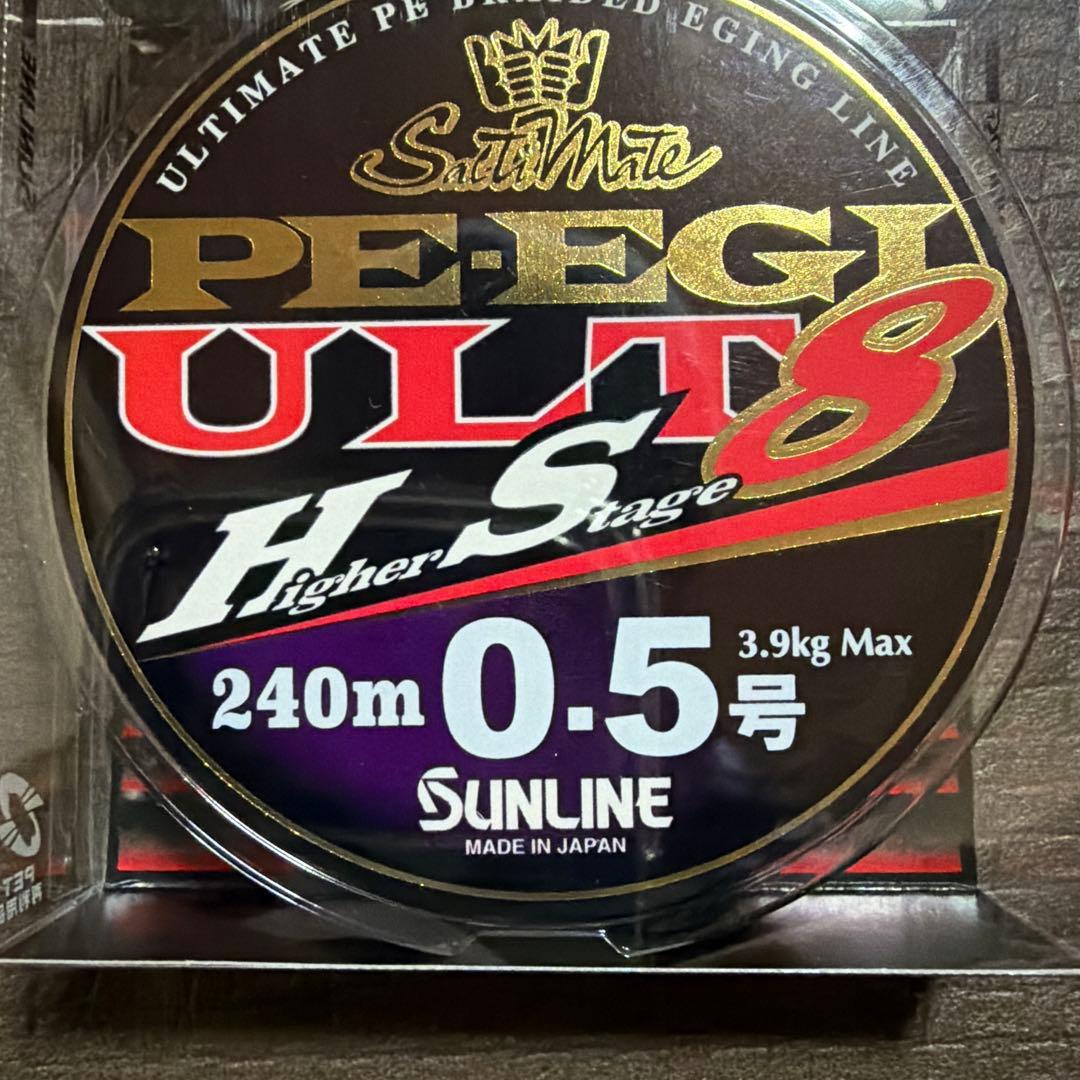 ULTIMATE PE BRAIDED EGING LINE
SaltiMate
PE·EGI
ULT8
Higher Stage
240m 0.5号 3.9kg Max
SUNLINE
MADE IN JAPAN
PET